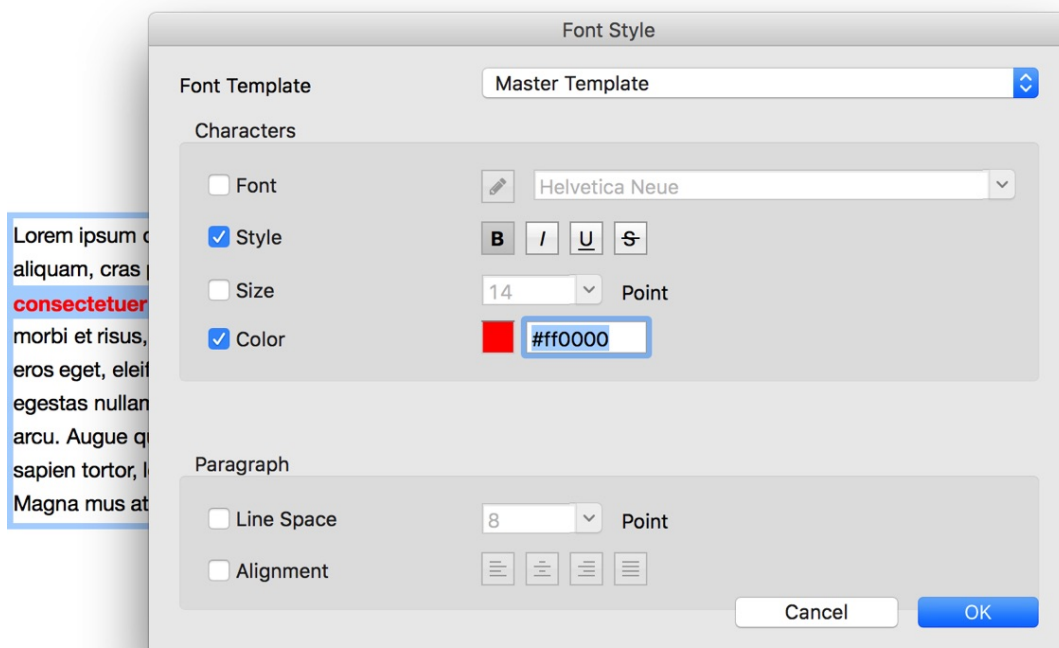 Font Style
Font Template
Master Template
Characters
Font
Helvetica Neue
Style
B I U S
Size
14
Point
Color
#ff0000
Paragraph
Line Space
8
Point
Alignment
Cancel
OK
Lorem ipsum
aliquam, cras
consectetuer
morbi et risus,
eros eget,
egestas
arcu. Augue
sapien tortor,
Magna mus at